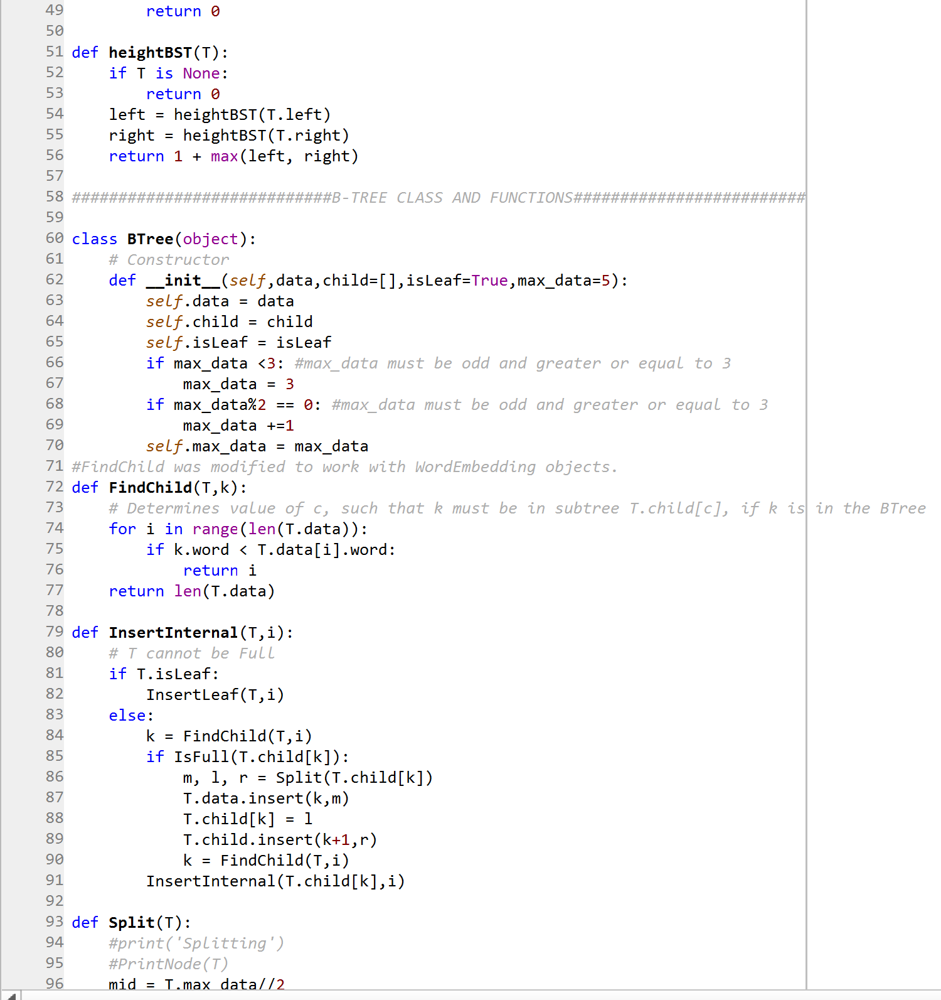 49         return 0
50
51 def heightBST(T):
52     if T is None:
53         return 0
54     left = heightBST(T.left)
55     right = heightBST(T.right)
56     return 1 + max(left, right)
57
58 ############################B-TREE CLASS AND FUNCTIONS#########################
59
60 class BTree(object):
61     # Constructor
62     def __init__(self,data,child=[],isLeaf=True,max_data=5):
63         self.data = data
64         self.child = child
65         self.isLeaf = isLeaf
66         if max_data <3: #max_data must be odd and greater or equal to 3
67             max_data = 3
68         if max_data%2 == 0: #max_data must be odd and greater or equal to 3
69             max_data +=1
70         self.max_data = max_data
71 #FindChild was modified to work with WordEmbedding objects.
72 def FindChild(T,k):
73     # Determines value of c, such that k must be in subtree T.child[c], if k is in the BTree
74     for i in range(len(T.data)):
75         if k.word < T.data[i].word:
76             return i
77     return len(T.data)
78
79 def InsertInternal(T,i):
80     # T cannot be Full
81     if T.isLeaf:
82         InsertLeaf(T,i)
83     else:
84         k = FindChild(T,i)
85         if IsFull(T.child[k]):
86             m, l, r = Split(T.child[k])
87             T.data.insert(k,m)
88             T.child[k] = l
89             T.child.insert(k+1,r)
90             k = FindChild(T,i)
91         InsertInternal(T.child[k],i)
92
93 def Split(T):
94     #print('Splitting')
95     #PrintNode(T)
96     mid = T.max_data//2